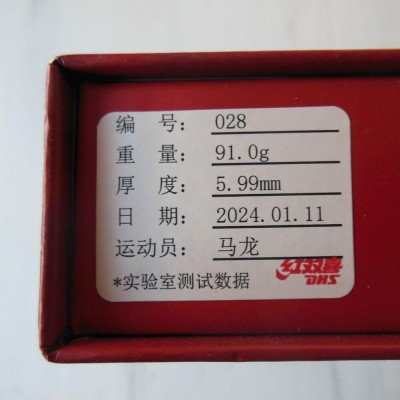 编 号: 028
重 量: 91.0g
厚 度: 5.99mm
日 期: 2024.01.11
运动员: 马龙
红双喜
DHS
*实验室测试数据